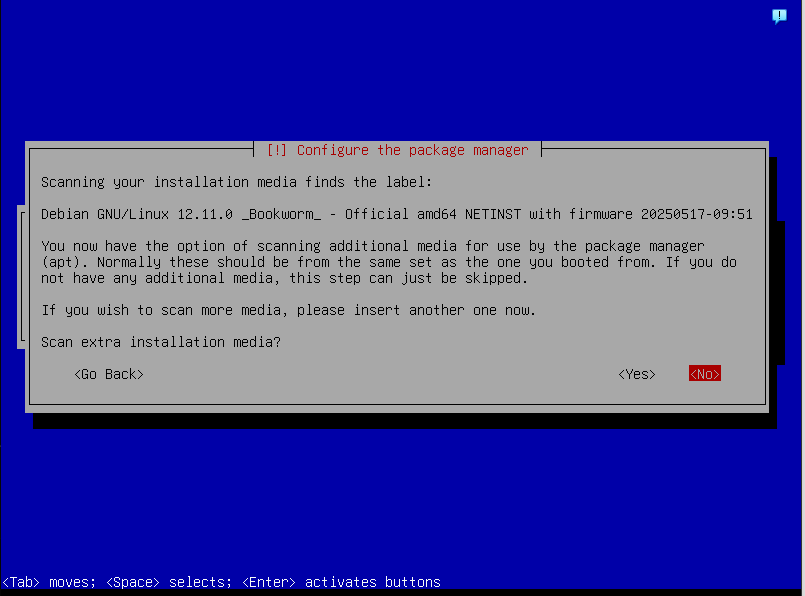 [!] Configure the package manager
Scanning your installation media finds the label:
Debian GNU/Linux 12.11.0 _Bookworm_ - Official amd64 NETINST with firmware 20250517-09:51
You now have the option of scanning additional media for use by the package manager
(apt). Normally these should be from the same set as the one you booted from. If you do
not have any additional media, this step can just be skipped.
If you wish to scan more media, please insert another one now.
Scan extra installation media?
<Go Back> <Yes> <No>
<Tab> moves; <Space> selects; <Enter> activates buttons